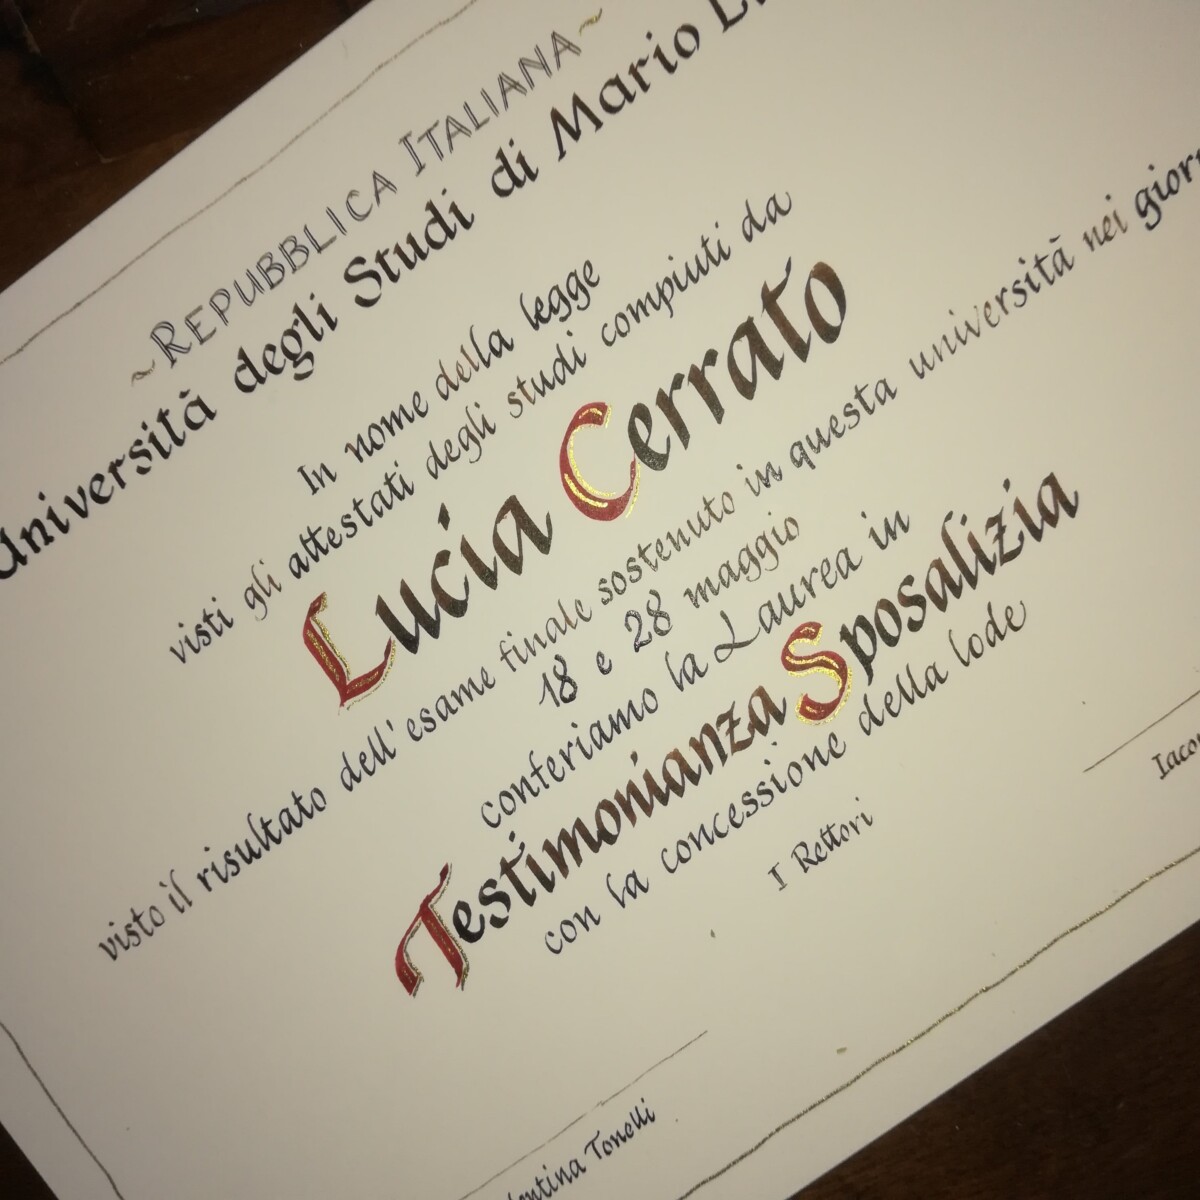 ~ REPUBBLICA ITALIANA ~
Università degli Studi di Mario
In nome della legge
visti gli attestati degli studi compiuti da
Lucia Cerrato
visto il risultato dell'esame finale sostenuto in questa università nei
18 e 28 maggio
conferiamo la Laurea in
Testimonianza Sposalizia
con la concessione della lode
I Rettori
Tonelli